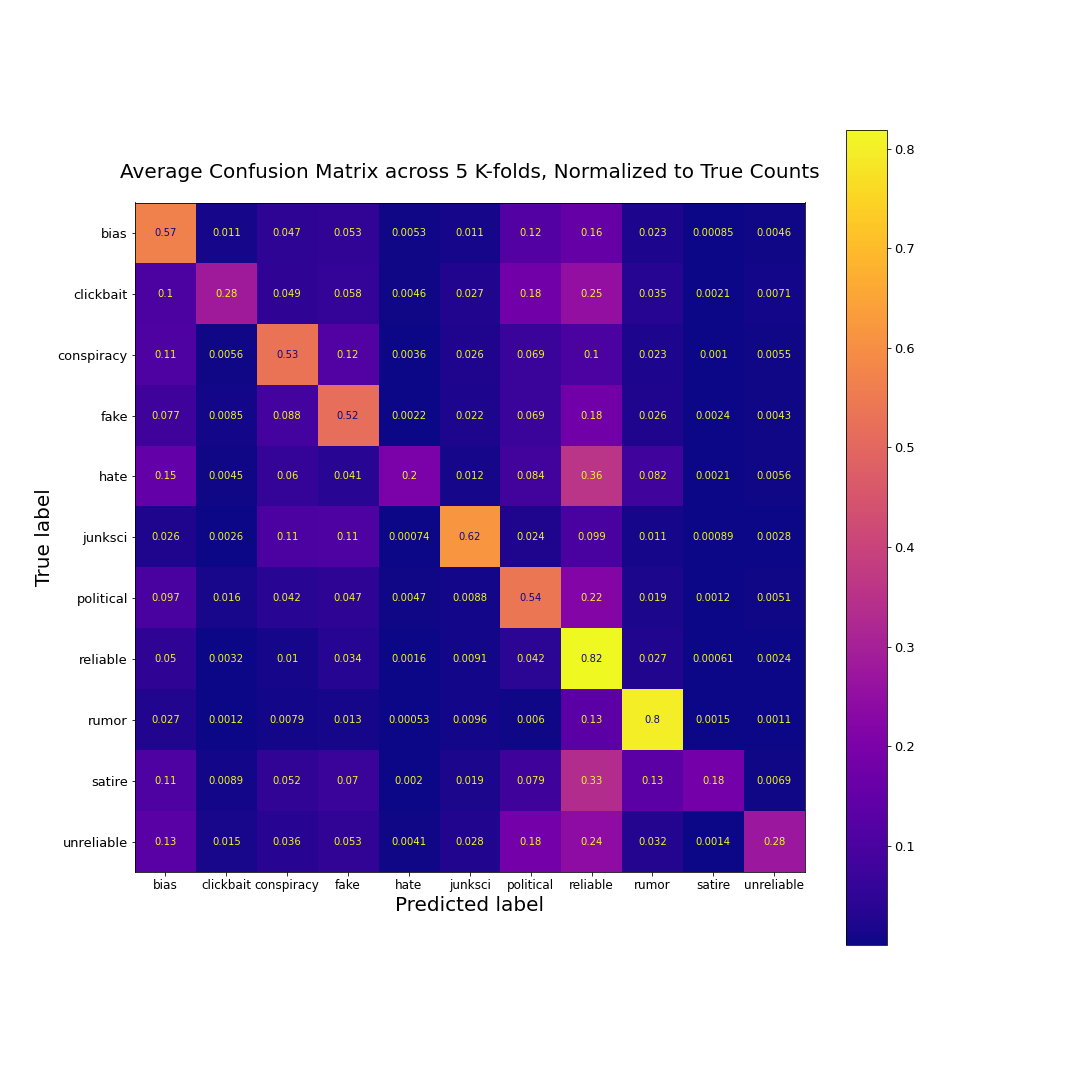 Average Confusion Matrix across 5 K-folds, Normalized to True Counts
True label
bias 0.57 0.011 0.047 0.053 0.0053 0.011 0.12 0.16 0.023 0.00085 0.0046
clickbait 0.1 0.28 0.049 0.058 0.0046 0.027 0.18 0.25 0.035 0.0021 0.0071
conspiracy 0.11 0.0056 0.53 0.12 0.0036 0.026 0.069 0.1 0.023 0.001 0.0055
fake 0.077 0.0085 0.088 0.52 0.0022 0.022 0.069 0.18 0.026 0.0024 0.0043
hate 0.15 0.0045 0.06 0.041 0.2 0.012 0.084 0.36 0.082 0.0021 0.0056
junksci 0.026 0.0026 0.11 0.11 0.00074 0.62 0.024 0.099 0.011 0.00089 0.0028
political 0.097 0.016 0.042 0.047 0.0047 0.0088 0.54 0.22 0.019 0.0012 0.0051
reliable 0.05 0.0032 0.01 0.034 0.0016 0.0091 0.042 0.82 0.027 0.00061 0.0024
rumor 0.027 0.0012 0.0079 0.013 0.00053 0.0096 0.006 0.13 0.8 0.0015 0.0011
satire 0.11 0.0089 0.052 0.07 0.002 0.019 0.079 0.33 0.13 0.18 0.0069
unreliable 0.13 0.015 0.036 0.053 0.0041 0.028 0.18 0.24 0.032 0.0014 0.28
bias clickbait conspiracy fake hate junksci political reliable rumor satire unreliable
Predicted label
0.8
0.7
0.6
0.5
0.4
0.3
0.2
0.1